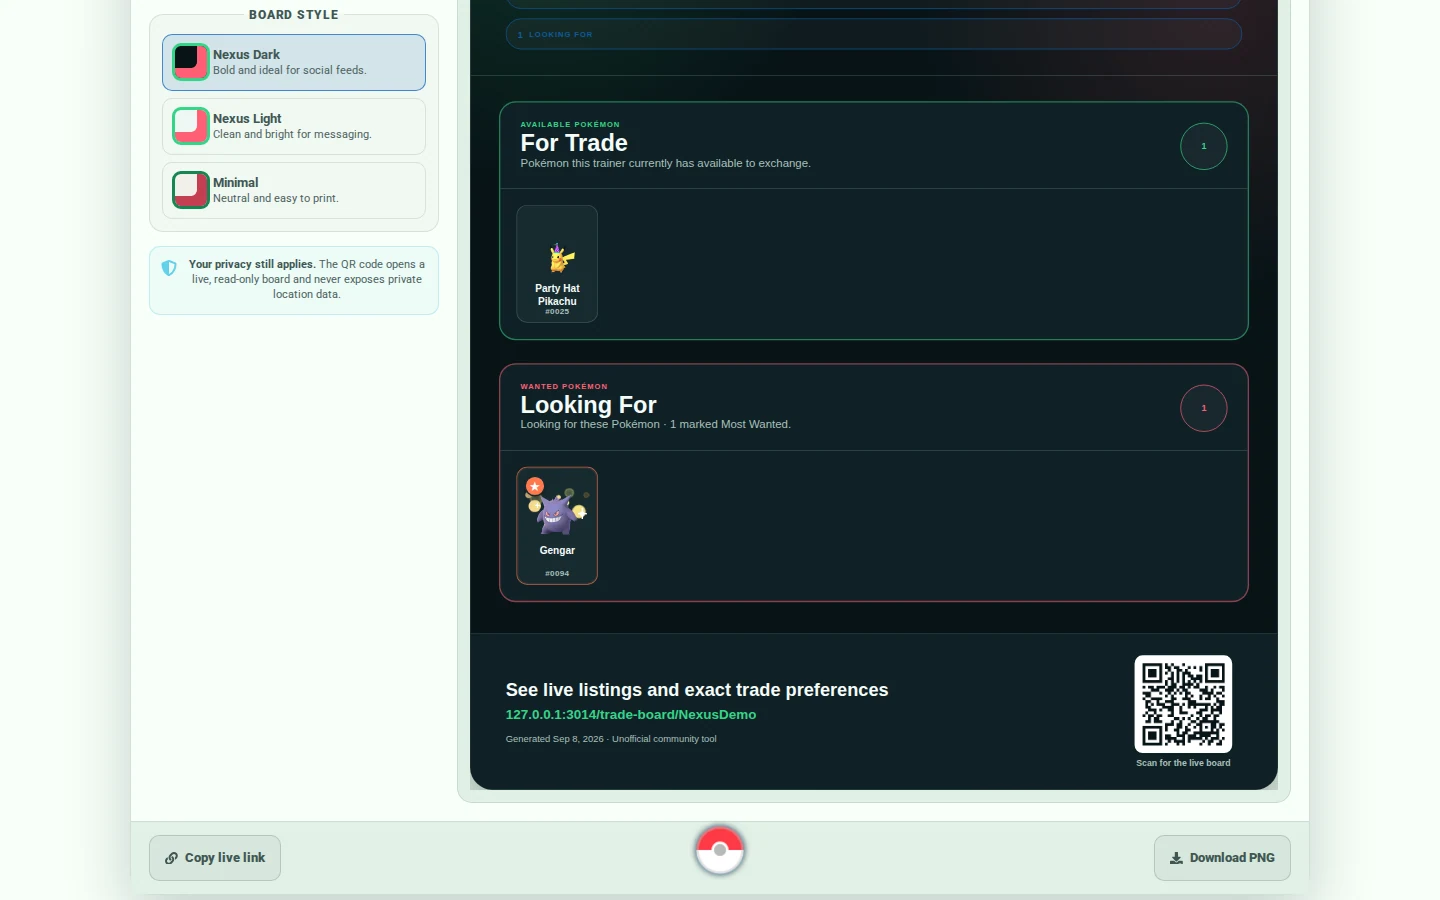 BOARD STYLE
Nexus Dark
Bold and ideal for social feeds.
Nexus Light
Clean and bright for messaging.
Minimal
Neutral and easy to print.
Your privacy still applies. The QR code opens a
live, read-only board and never exposes private
location data.
1 LOOKING FOR
AVAILABLE POKÉMON
For Trade
Pokémon this trainer currently has available to exchange.
1
Party Hat
Pikachu
#0025
WANTED POKÉMON
Looking For
Looking for these Pokémon · 1 marked Most Wanted.
1
Gengar
#0094
See live listings and exact trade preferences
127.0.0.1:3014/trade-board/NexusDemo
Generated Sep 8, 2026 · Unofficial community tool
Scan for the live board
Copy live link
Download PNG